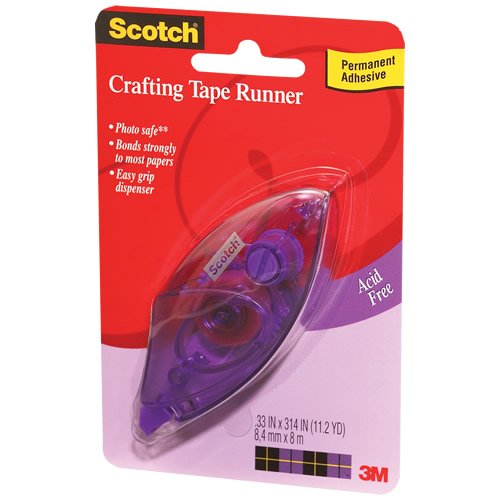 Scotch®
Permanent
Adhesive
Crafting Tape Runner
• Photo safe**
• Bonds strongly
to most papers
• Easy grip
dispenser
Scotch
Acid
Free
.33 IN x 314 IN (11.2 YD)
8,4 mm x 8 m
3M